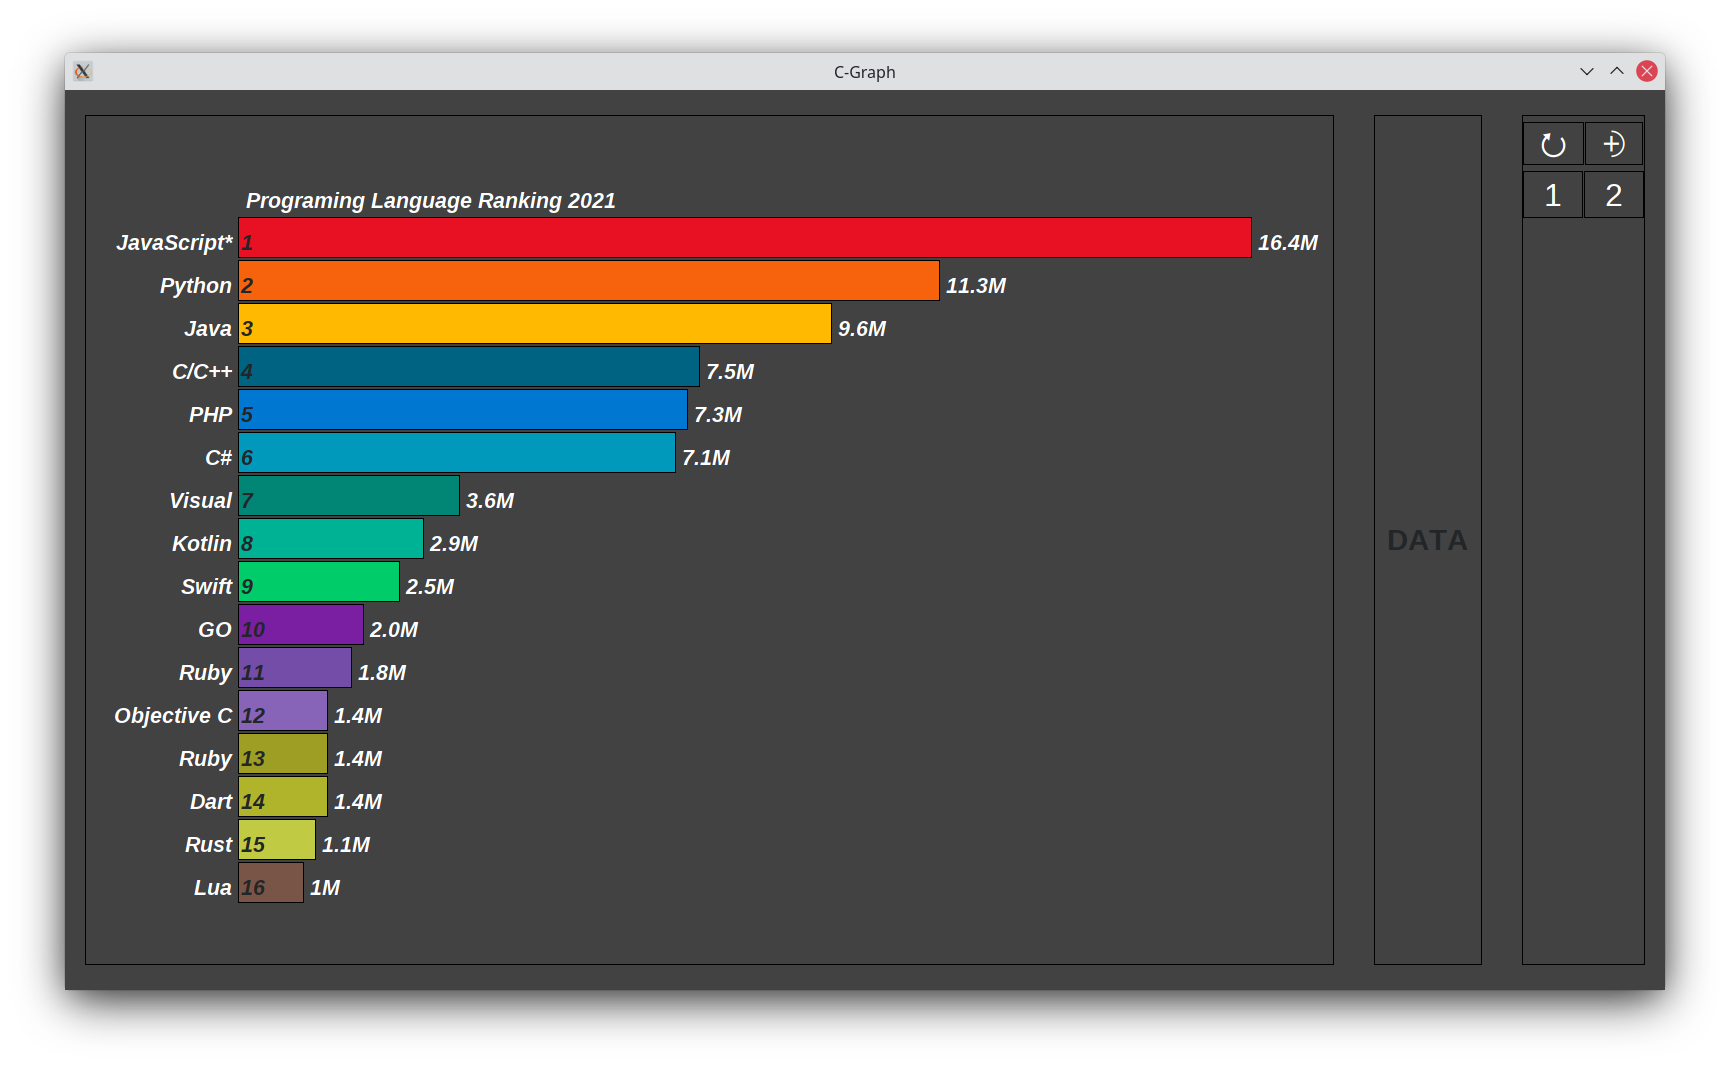 C-Graph
Programing Language Ranking 2021
JavaScript* 1 16.4M
Python 2 11.3M
Java 3 9.6M
C/C++ 4 7.5M
PHP 5 7.3M
C# 6 7.1M
Visual 7 3.6M
Kotlin 8 2.9M
Swift 9 2.5M
GO 10 2.0M
Ruby 11 1.8M
Objective C 12 1.4M
Ruby 13 1.4M
Dart 14 1.4M
Rust 15 1.1M
Lua 16 1M
DATA
1 2